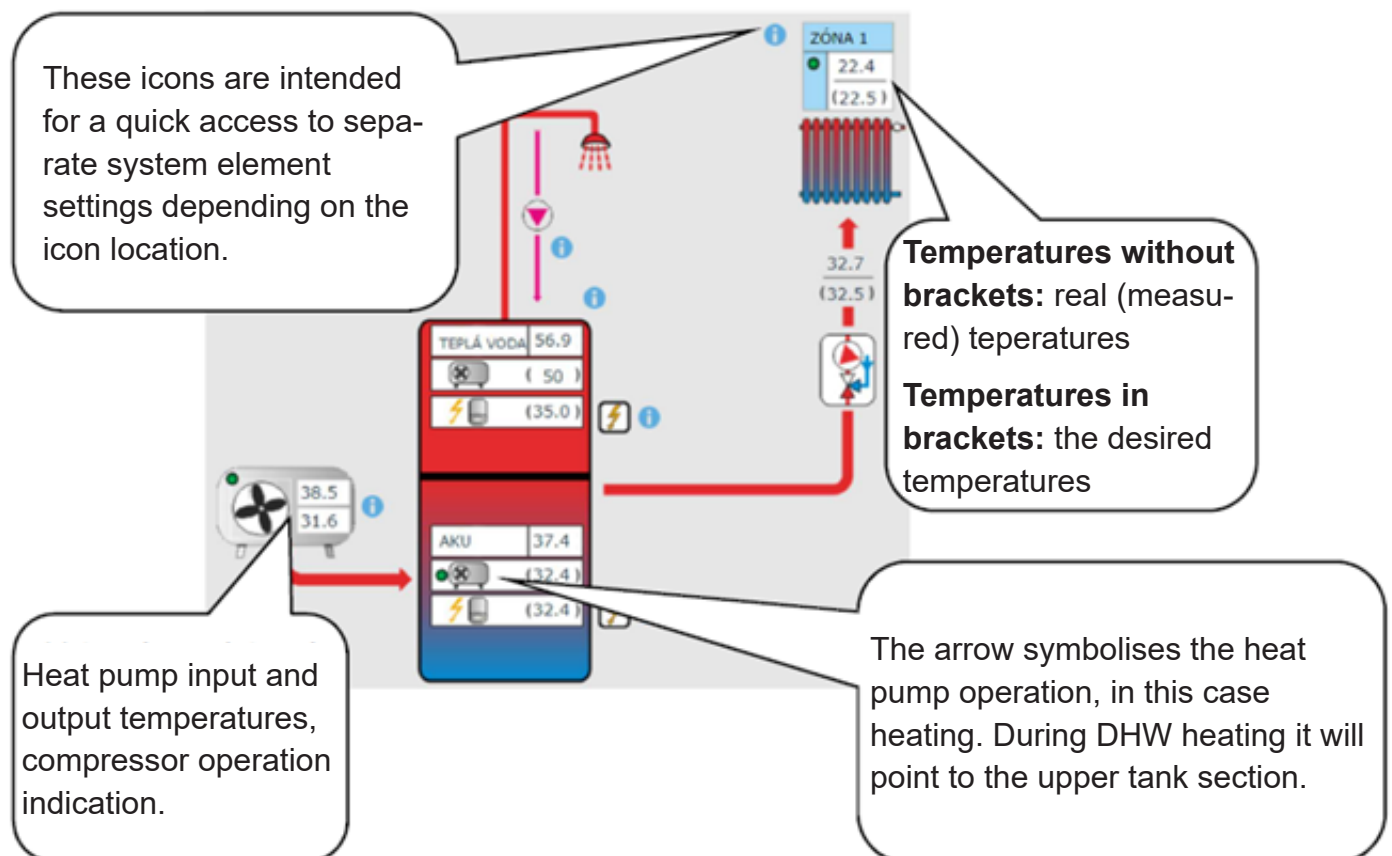 These icons are intended
for a quick access to sepa-
rate system element
settings depending on the
icon location.
ZÓNA 1
22.4
(22.5)
Temperatures without
brackets: real (measu-
red) teperatures
Temperatures in
brackets: the desired
temperatures
32.7
(32.5)
TEPLÁ VODA 56.9
( 50 )
(35.0)
38.5
31.6
AKU 37.4
(32.4)
(32.4)
Heat pump input and
output temperatures,
compressor operation
indication.
The arrow symbolises the heat
pump operation, in this case
heating. During DHW heating it will
point to the upper tank section.